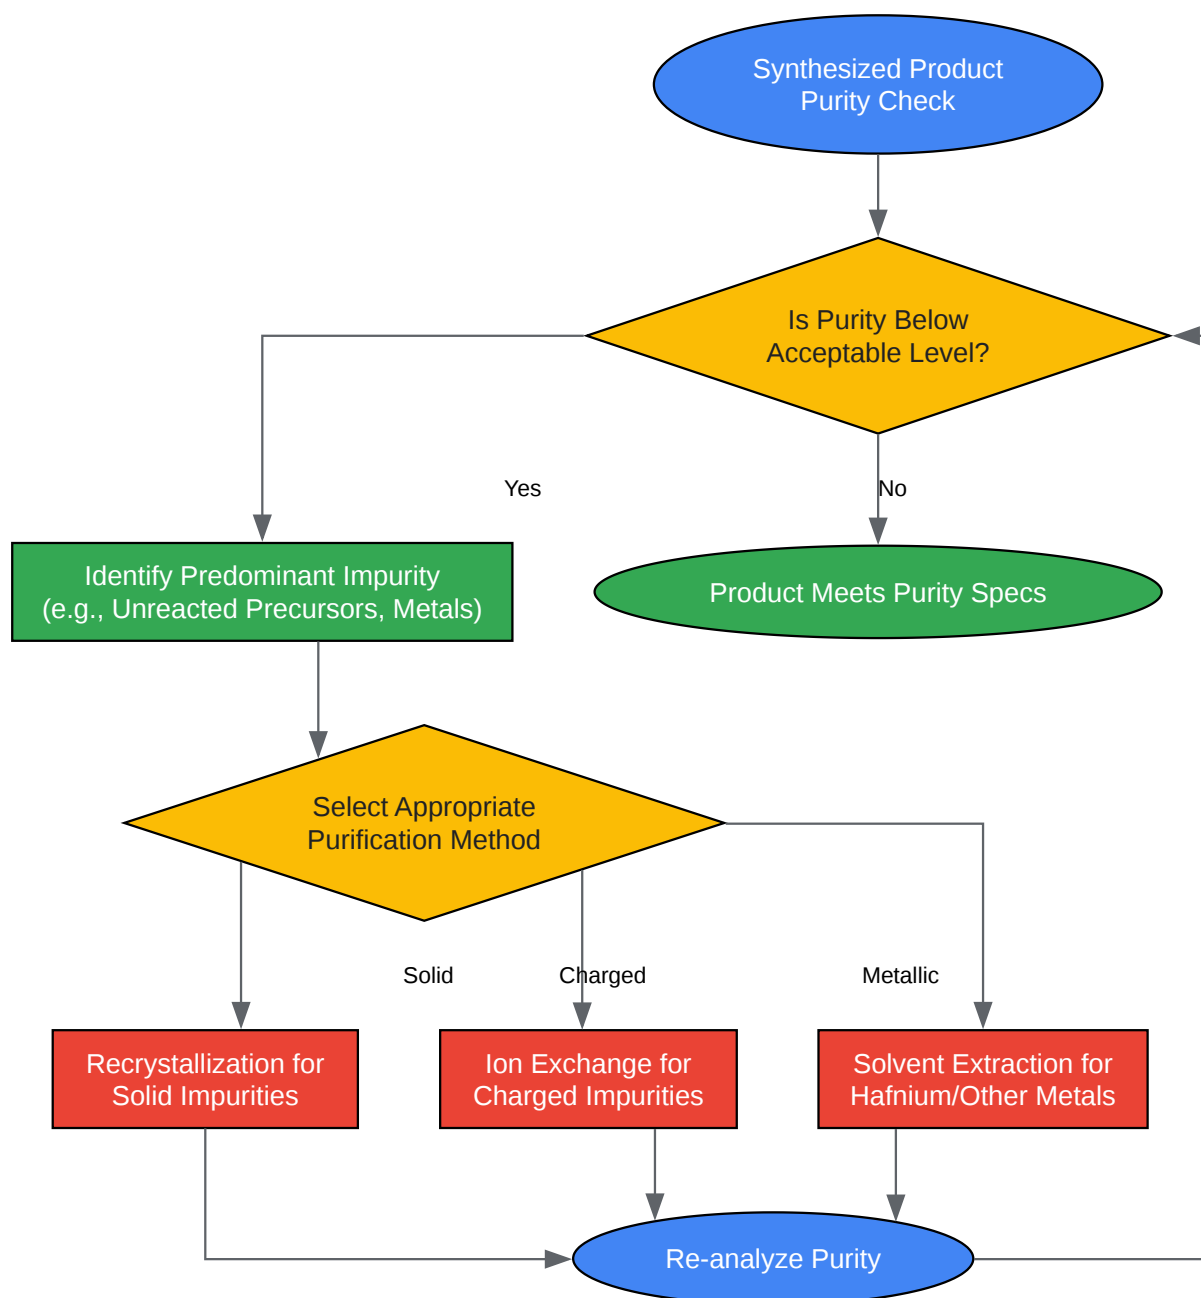 Synthesized Product
Purity Check
Is Purity Below
Acceptable Level?
Yes
No
Identify Predominant Impurity
(e.g., Unreacted Precursors, Metals)
Product Meets Purity Specs
Select Appropriate
Purification Method
Solid
Charged
Metallic
Recrystallization for
Solid Impurities
Ion Exchange for
Charged Impurities
Solvent Extraction for
Hafnium/Other Metals
Re-analyze Purity